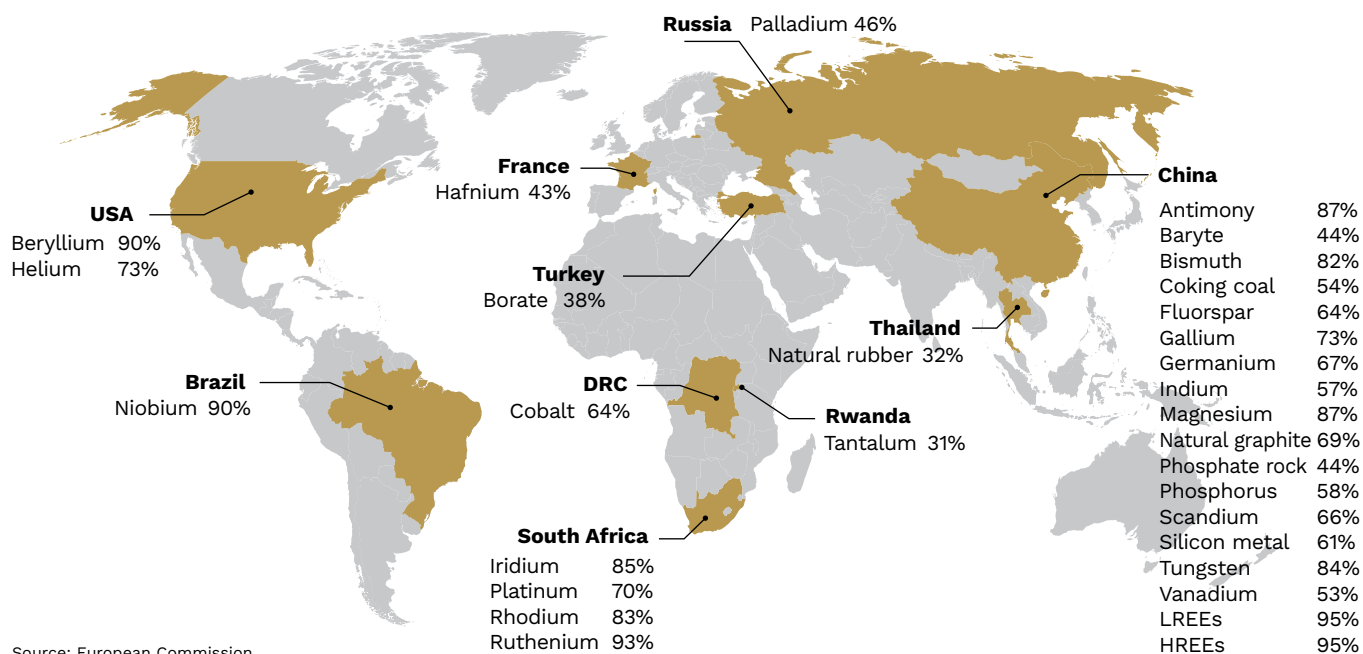 Russia Palladium 46%
France
Hafnium 43%
China
Antimony 87%
Baryte 44%
Bismuth 82%
Coking coal 54%
Fluorspar 64%
Gallium 73%
Germanium 67%
Indium 57%
Magnesium 87%
Natural graphite 69%
Phosphate rock 44%
Phosphorus 58%
Scandium 66%
Silicon metal 61%
Tungsten 84%
Vanadium 53%
LREEs 95%
HREEs 95%
USA
Beryllium 90%
Helium 73%
Turkey
Borate 38%
Thailand
Natural rubber 32%
Brazil
Niobium 90%
DRC
Cobalt 64%
Rwanda
Tantalum 31%
South Africa
Iridium 85%
Platinum 70%
Rhodium 83%
Ruthenium 93%
Source: European Commission